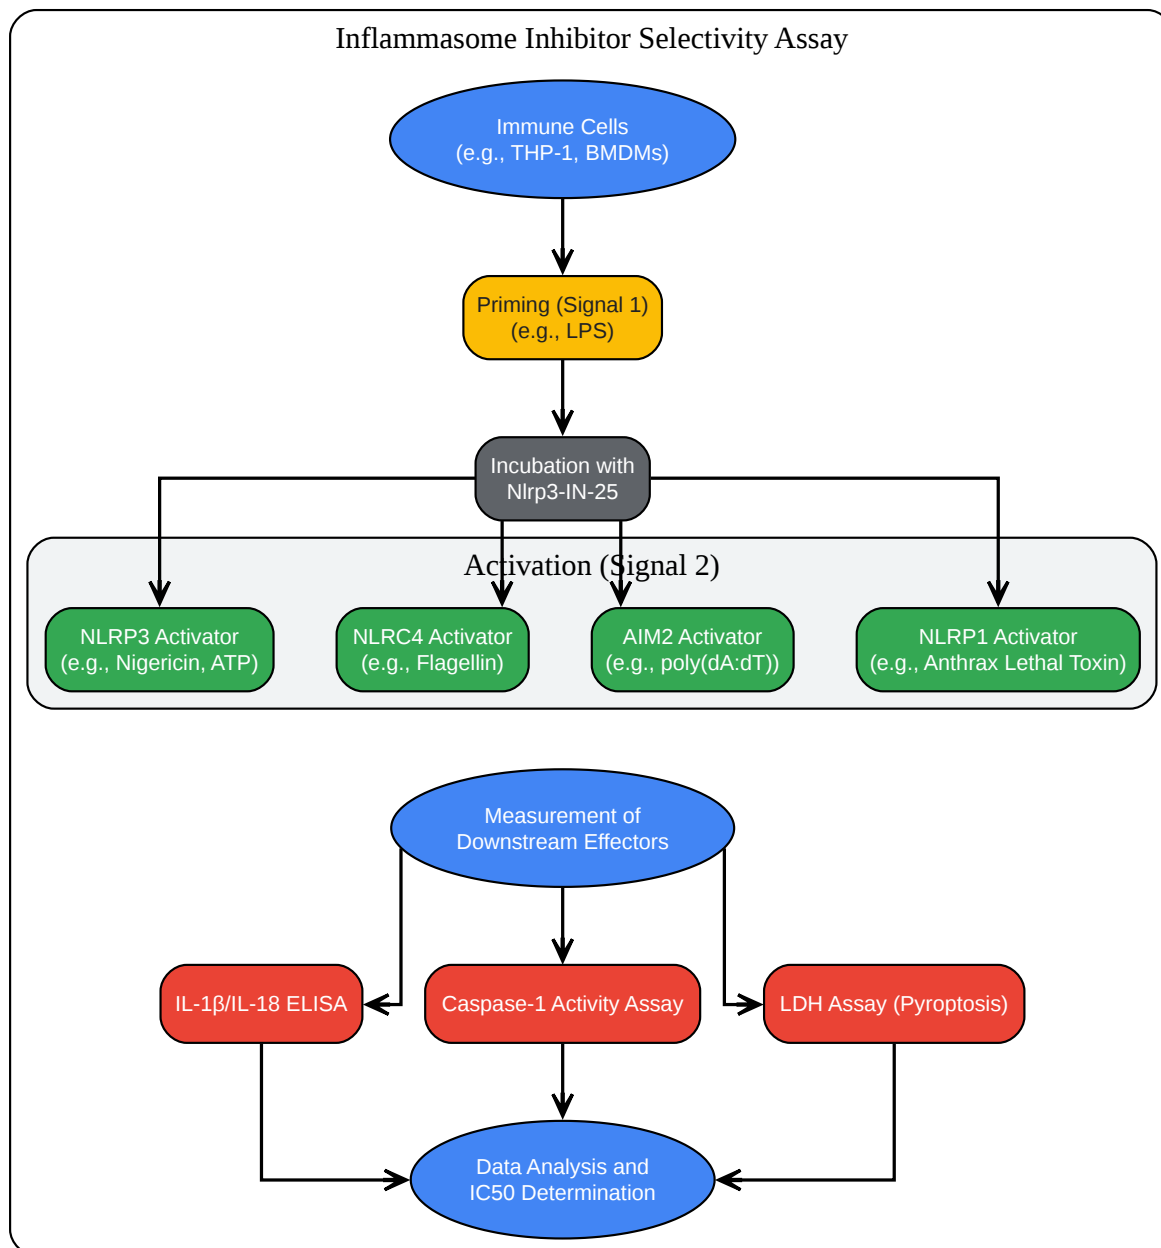 Inflammasome Inhibitor Selectivity Assay
Immune Cells
(e.g., THP-1, BMDMs)
Priming (Signal 1)
(e.g., LPS)
Incubation with
Nlrp3-IN-25
Activation (Signal 2)
NLRP3 Activator
(e.g., Nigericin, ATP)
NLRC4 Activator
(e.g., Flagellin)
AIM2 Activator
(e.g., poly(dA:dT))
NLRP1 Activator
(e.g., Anthrax Lethal Toxin)
Measurement of
Downstream Effectors
IL-1β/IL-18 ELISA
Caspase-1 Activity Assay
LDH Assay (Pyroptosis)
Data Analysis and
IC50 Determination